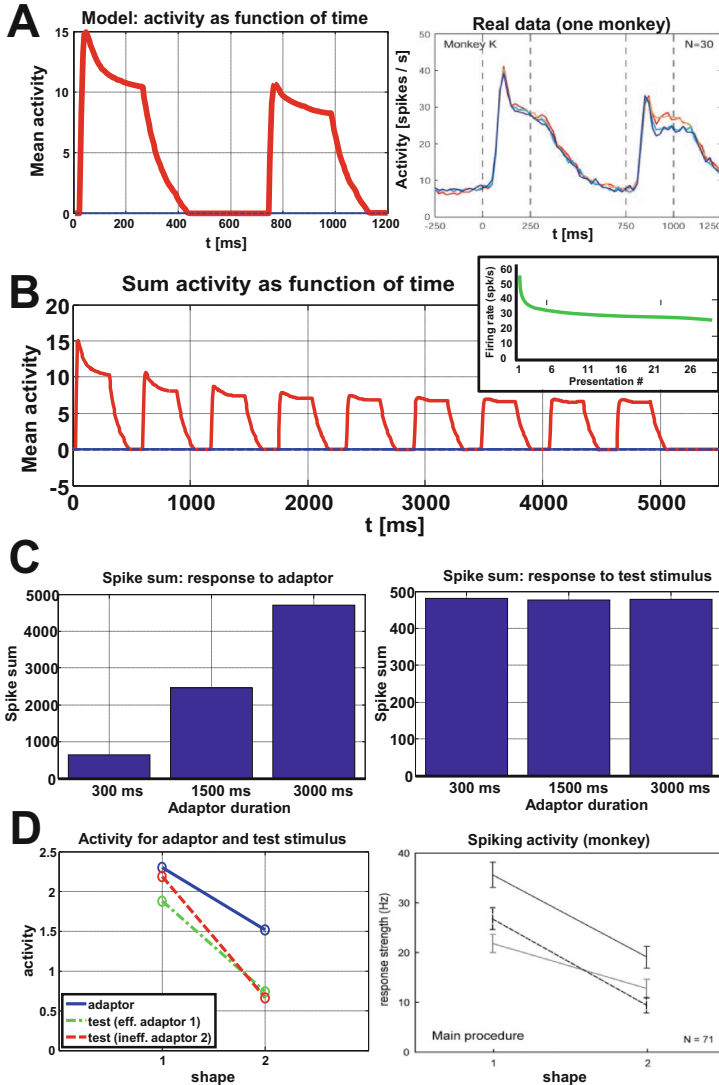 A
Model: activity as function of time
Mean activity
15
10
5
0
0 200 400 600 800 1000 1200
t [ms]
Real data (one monkey)
Monkey K
N=30
Activity [spikes / s]
50
40
30
20
10
0
-250 0 250 750 1000 1250
t [ms]
B
Sum activity as function of time
Mean activity
20
15
10
5
0
-5
0 1000 2000 3000 4000 5000
t [ms]
Firing rate (spk/s)
60
50
40
30
20
10
0
1 6 11 16 21 26
Presentation #
C
Spike sum: response to adaptor
Spike sum
5000
4000
3000
2000
1000
0
300 ms 1500 ms 3000 ms
Adaptor duration
Spike sum: response to test stimulus
Spike sum
500
400
300
200
100
0
300 ms 1500 ms 3000 ms
Adaptor duration
D
Activity for adaptor and test stimulus
activity
2.5
2
1.5
1
0.5
0
adaptor
test (eff. adaptor 1)
test (ineff. adaptor 2)
1 2
shape
Spiking activity (monkey)
response strength (Hz)
40
30
20
10
0
Main procedure
N = 71
1 2
shape